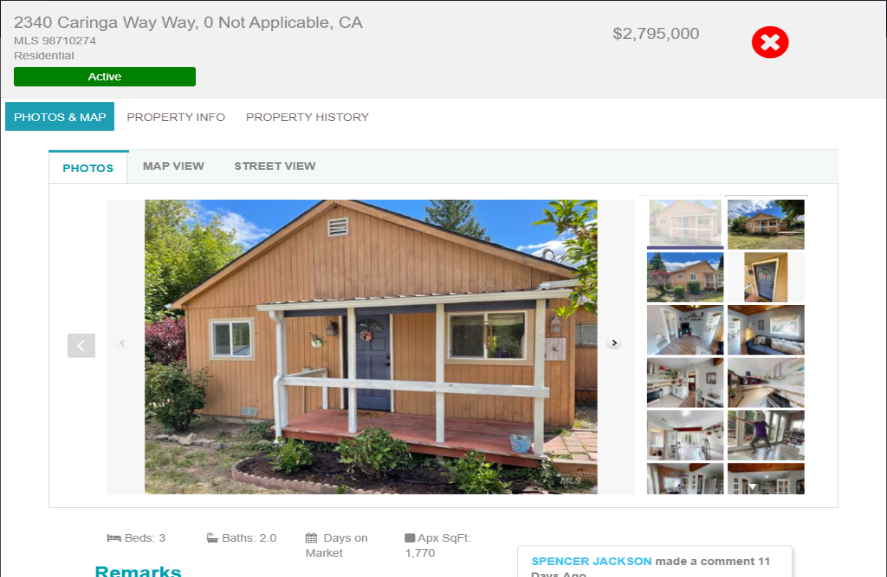 2340 Caringa Way Way, 0 Not Applicable, CA
MLS 98710274
Residential
Active
$2,795,000
PHOTOS & MAP
PROPERTY INFO
PROPERTY HISTORY
PHOTOS
MAP VIEW
STREET VIEW
MLS
Beds: 3
Baths: 2.0
Days on
Market
Apx SqFt:
1,770
Remarks
SPENCER JACKSON made a comment 11
Days Ago